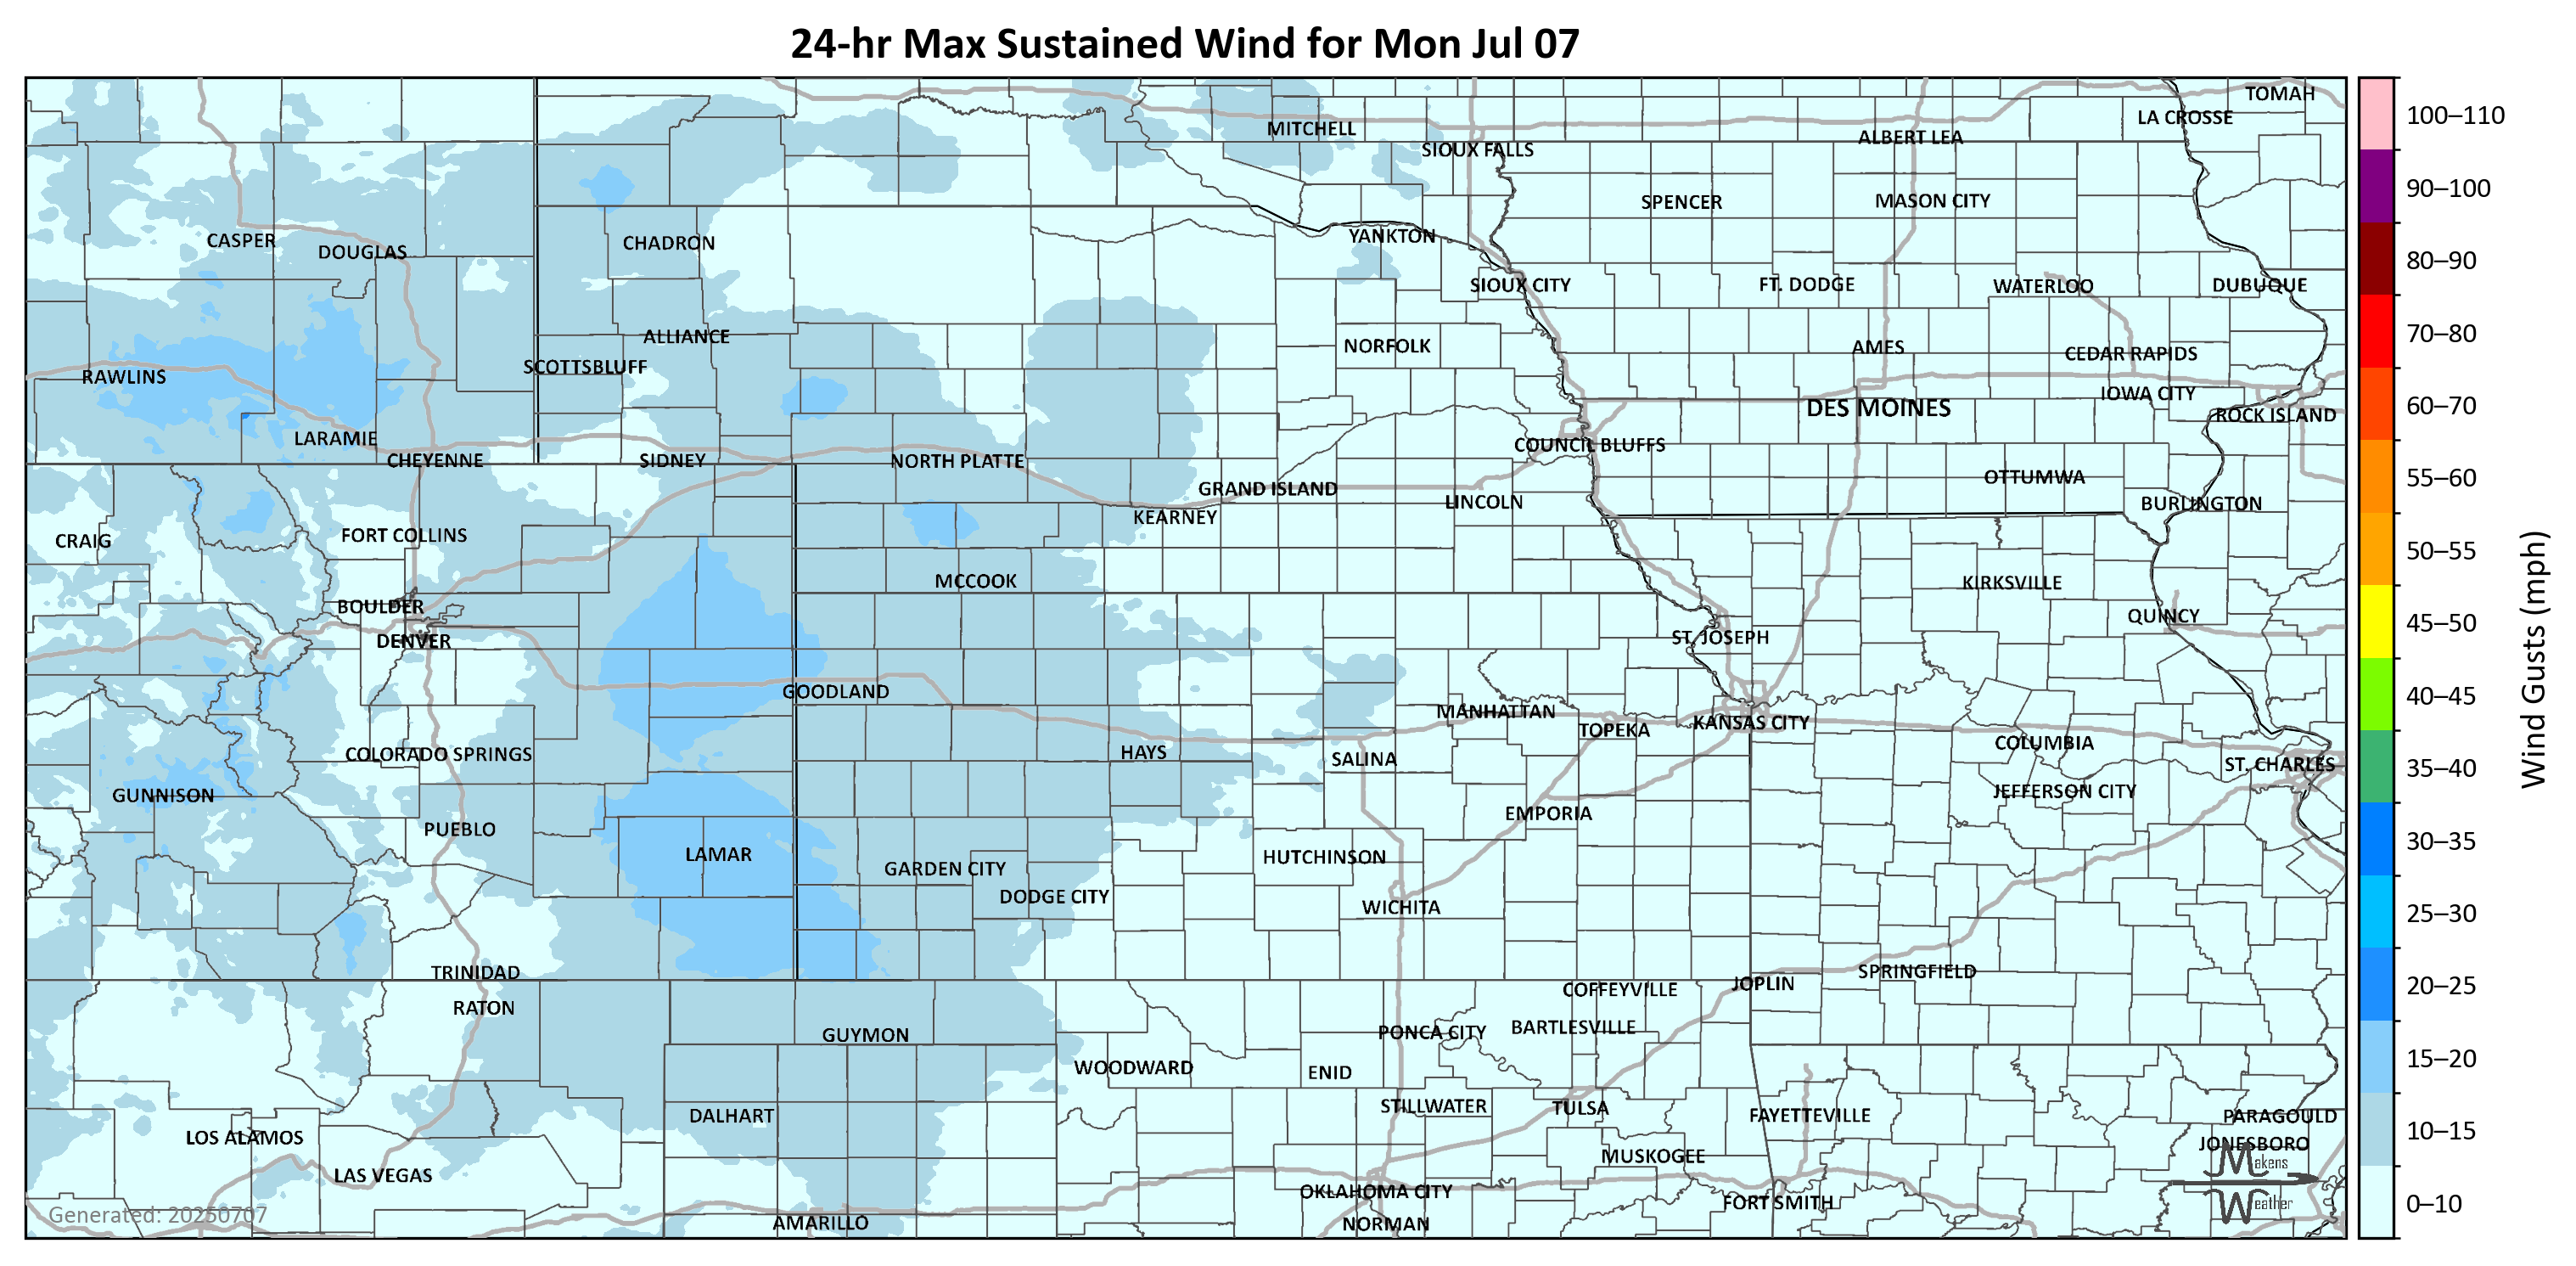 24-hr Max Sustained Wind for Mon Jul 07
TOMAH
LA CROSSE
MITCHELL
ALBERT LEA
SIOUX FALLS
SPENCER
MASON CITY
CASPER
DOUGLAS
CHADRON
YANKTON
SIOUX CITY
FT. DODGE
WATERLOO
DUBUQUE
ALLIANCE
NORFOLK
AMES
CEDAR RAPIDS
SCOTTSBLUFF
RAWLINS
IOWA CITY
DES MOINES
ROCK ISLAND
LARAMIE
COUNCIL BLUFFS
CHEYENNE
SIDNEY
NORTH PLATTE
OTTUMWA
GRAND ISLAND
LINCOLN
BURLINGTON
KEARNEY
CRAIG
FORT COLLINS
MCCOOK
KIRKSVILLE
BOULDER
QUINCY
DENVER
ST. JOSEPH
GOODLAND
MANHATTAN
TOPEKA
KANSAS CITY
COLORADO SPRINGS
HAYS
SALINA
COLUMBIA
ST. CHARLES
GUNNISON
JEFFERSON CITY
PUEBLO
EMPORIA
LAMAR
GARDEN CITY
HUTCHINSON
DODGE CITY
WICHITA
TRINIDAD
SPRINGFIELD
JOPLIN
COFFEYVILLE
RATON
GUYMON
PONCA CITY
BARTLESVILLE
WOODWARD
ENID
DALHART
STILLWATER
TULSA
FAYETTEVILLE
PARAGOULD
LOS ALAMOS
JONESBORO
LAS VEGAS
MUSKOGEE
OKLAHOMA CITY
FORT SMITH
AMARILLO
NORMAN
Generated: 20250707
Makens
Weather
100–110
90–100
80–90
70–80
60–70
55–60
50–55
45–50
40–45
35–40
30–35
25–30
20–25
15–20
10–15
0–10
Wind Gusts (mph)